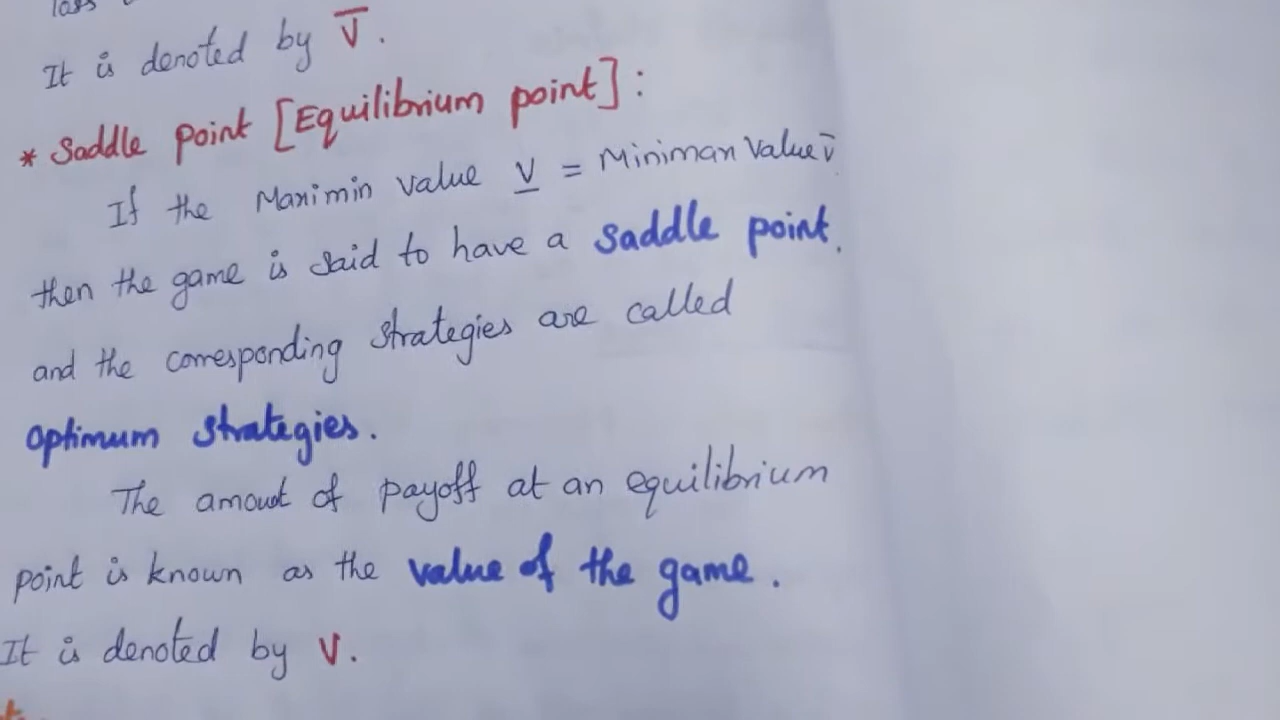 It is denoted by V̅.
* Saddle point [Equilibrium point]:
If the Maximin value V̲ = Minimax Value v̅
then the game is said to have a saddle point.
and the corresponding strategies are called
optimum strategies.
The amount of payoff at an equilibrium
point is known as the value of the game.
It is denoted by V.